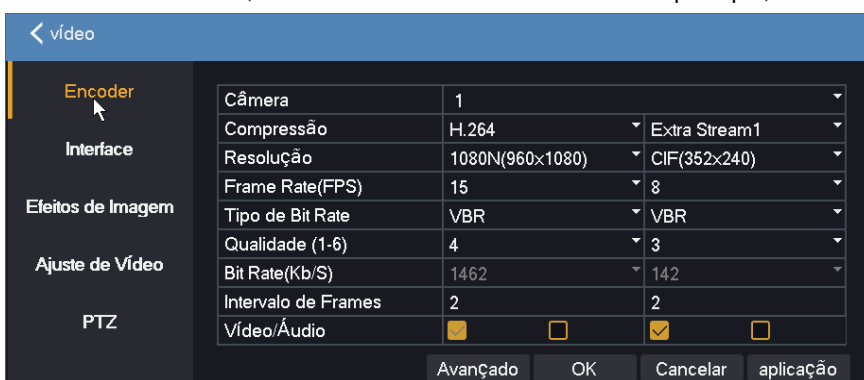 vídeo
Encoder
Interface
Efeitos de Imagem
Ajuste de Vídeo
PTZ
Câmera 1
Compressão H.264 Extra Stream1
Resolução 1080N(960x1080) CIF(352x240)
Frame Rate(FPS) 15 8
Tipo de Bit Rate VBR VBR
Qualidade (1-6) 4 3
Bit Rate(Kb/S) 1462 142
Intervalo de Frames 2 2
Vídeo/Áudio
Avançado OK Cancelar aplicação